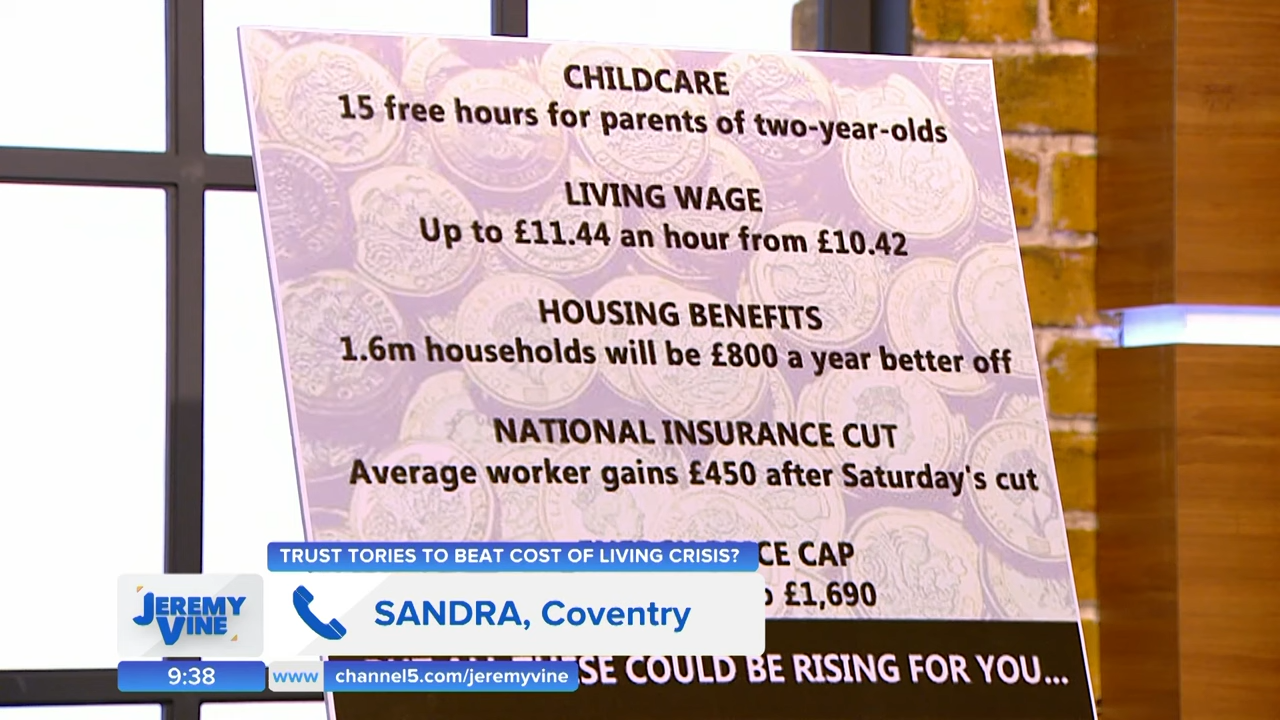 CHILDCARE
15 free hours for parents of two-year-olds
LIVING WAGE
Up to £11.44 an hour from £10.42
HOUSING BENEFITS
1.6m households will be £800 a year better off
NATIONAL INSURANCE CUT
Average worker gains £450 after Saturday's cut
CAP
£1,690
COULD BE RISING FOR YOU...
TRUST TORIES TO BEAT COST OF LIVING CRISIS?
JEREMY
VINE
SANDRA, Coventry
9:38
www
channel5.com/jeremyvine